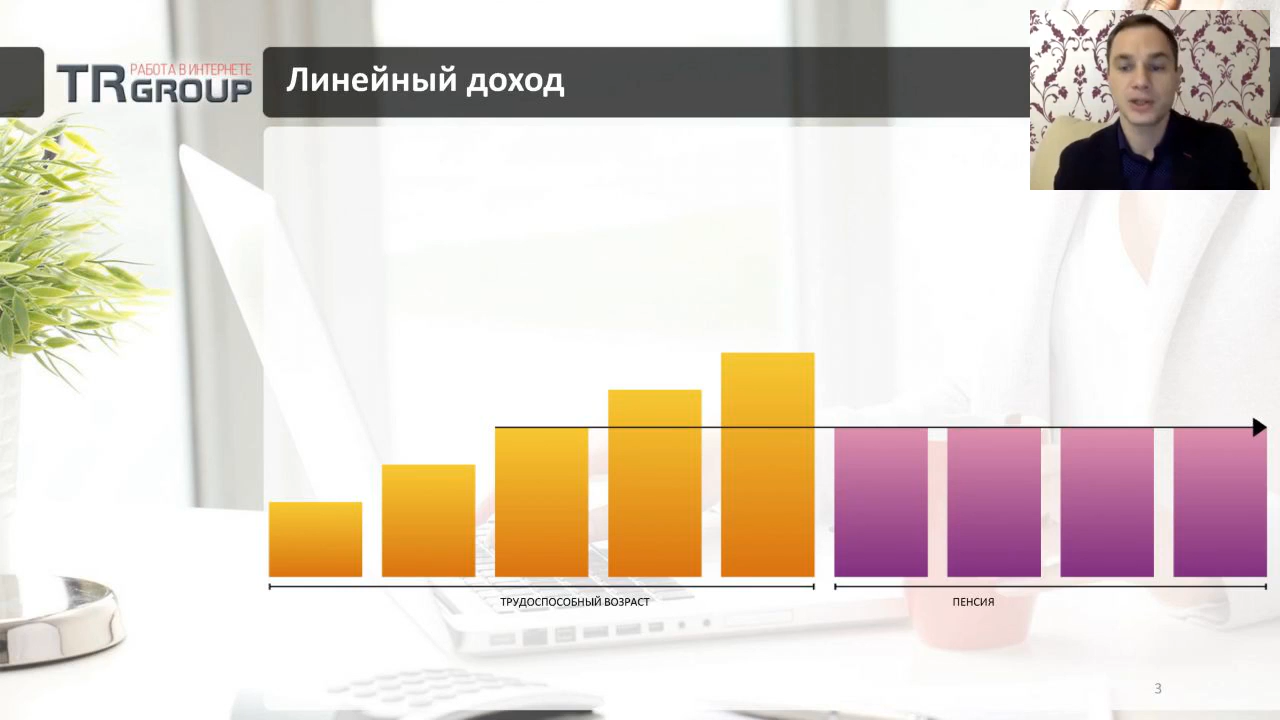 РАБОТА В ИНТЕРНЕТЕ
TR GROUP
Линейный доход
ТРУДОСПОСОБНЫЙ ВОЗРАСТ
ПЕНСИЯ
3